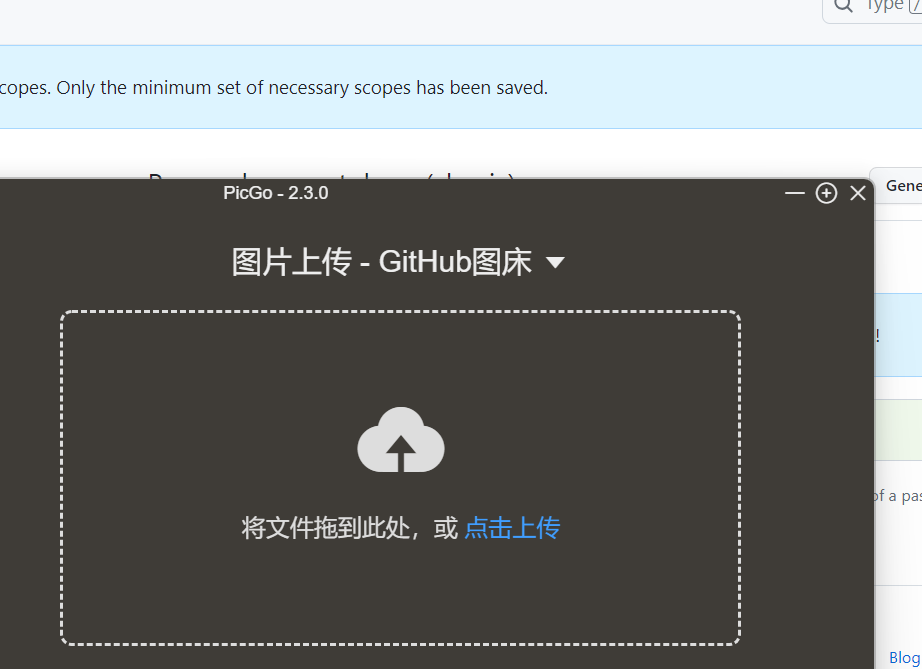 Type /
copes. Only the minimum set of necessary scopes has been saved.
Gene
PicGo - 2.3.0
图片上传 - GitHub图床
!
将文件拖到此处，或 点击上传
of a pas
Blog